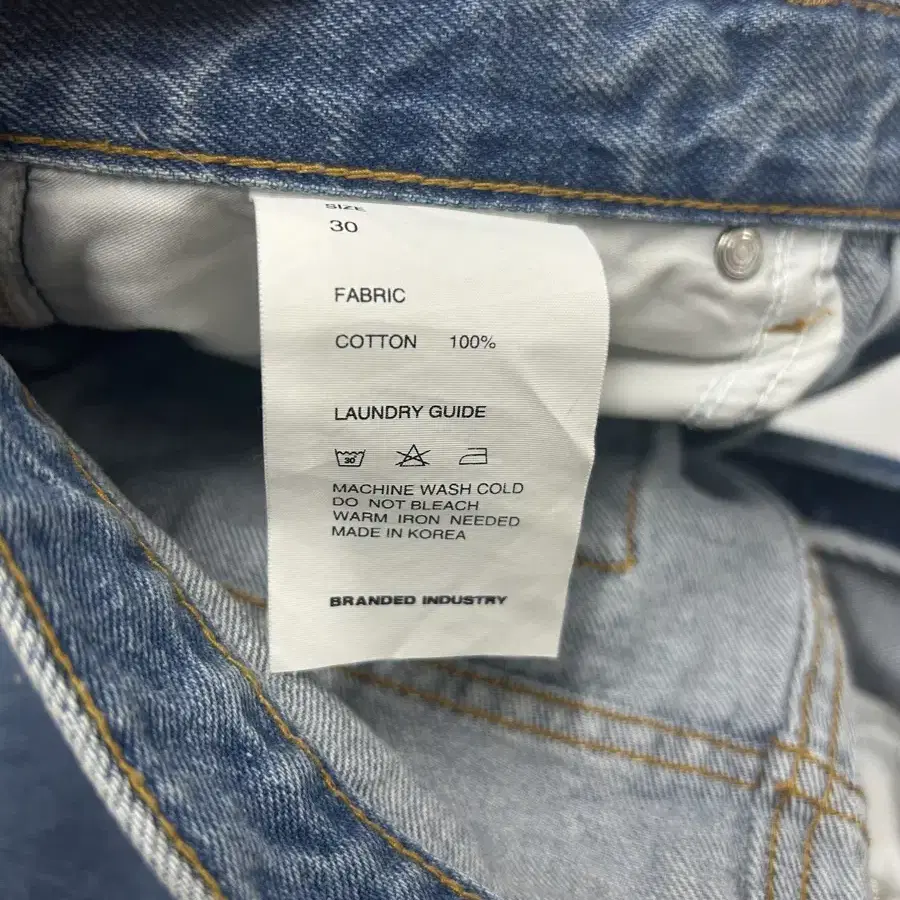 SIZE
30
FABRIC
COTTON 100%
LAUNDRY GUIDE
30
MACHINE WASH COLD
DO NOT BLEACH
WARM IRON NEEDED
MADE IN KOREA
BRANDED INDUSTRY